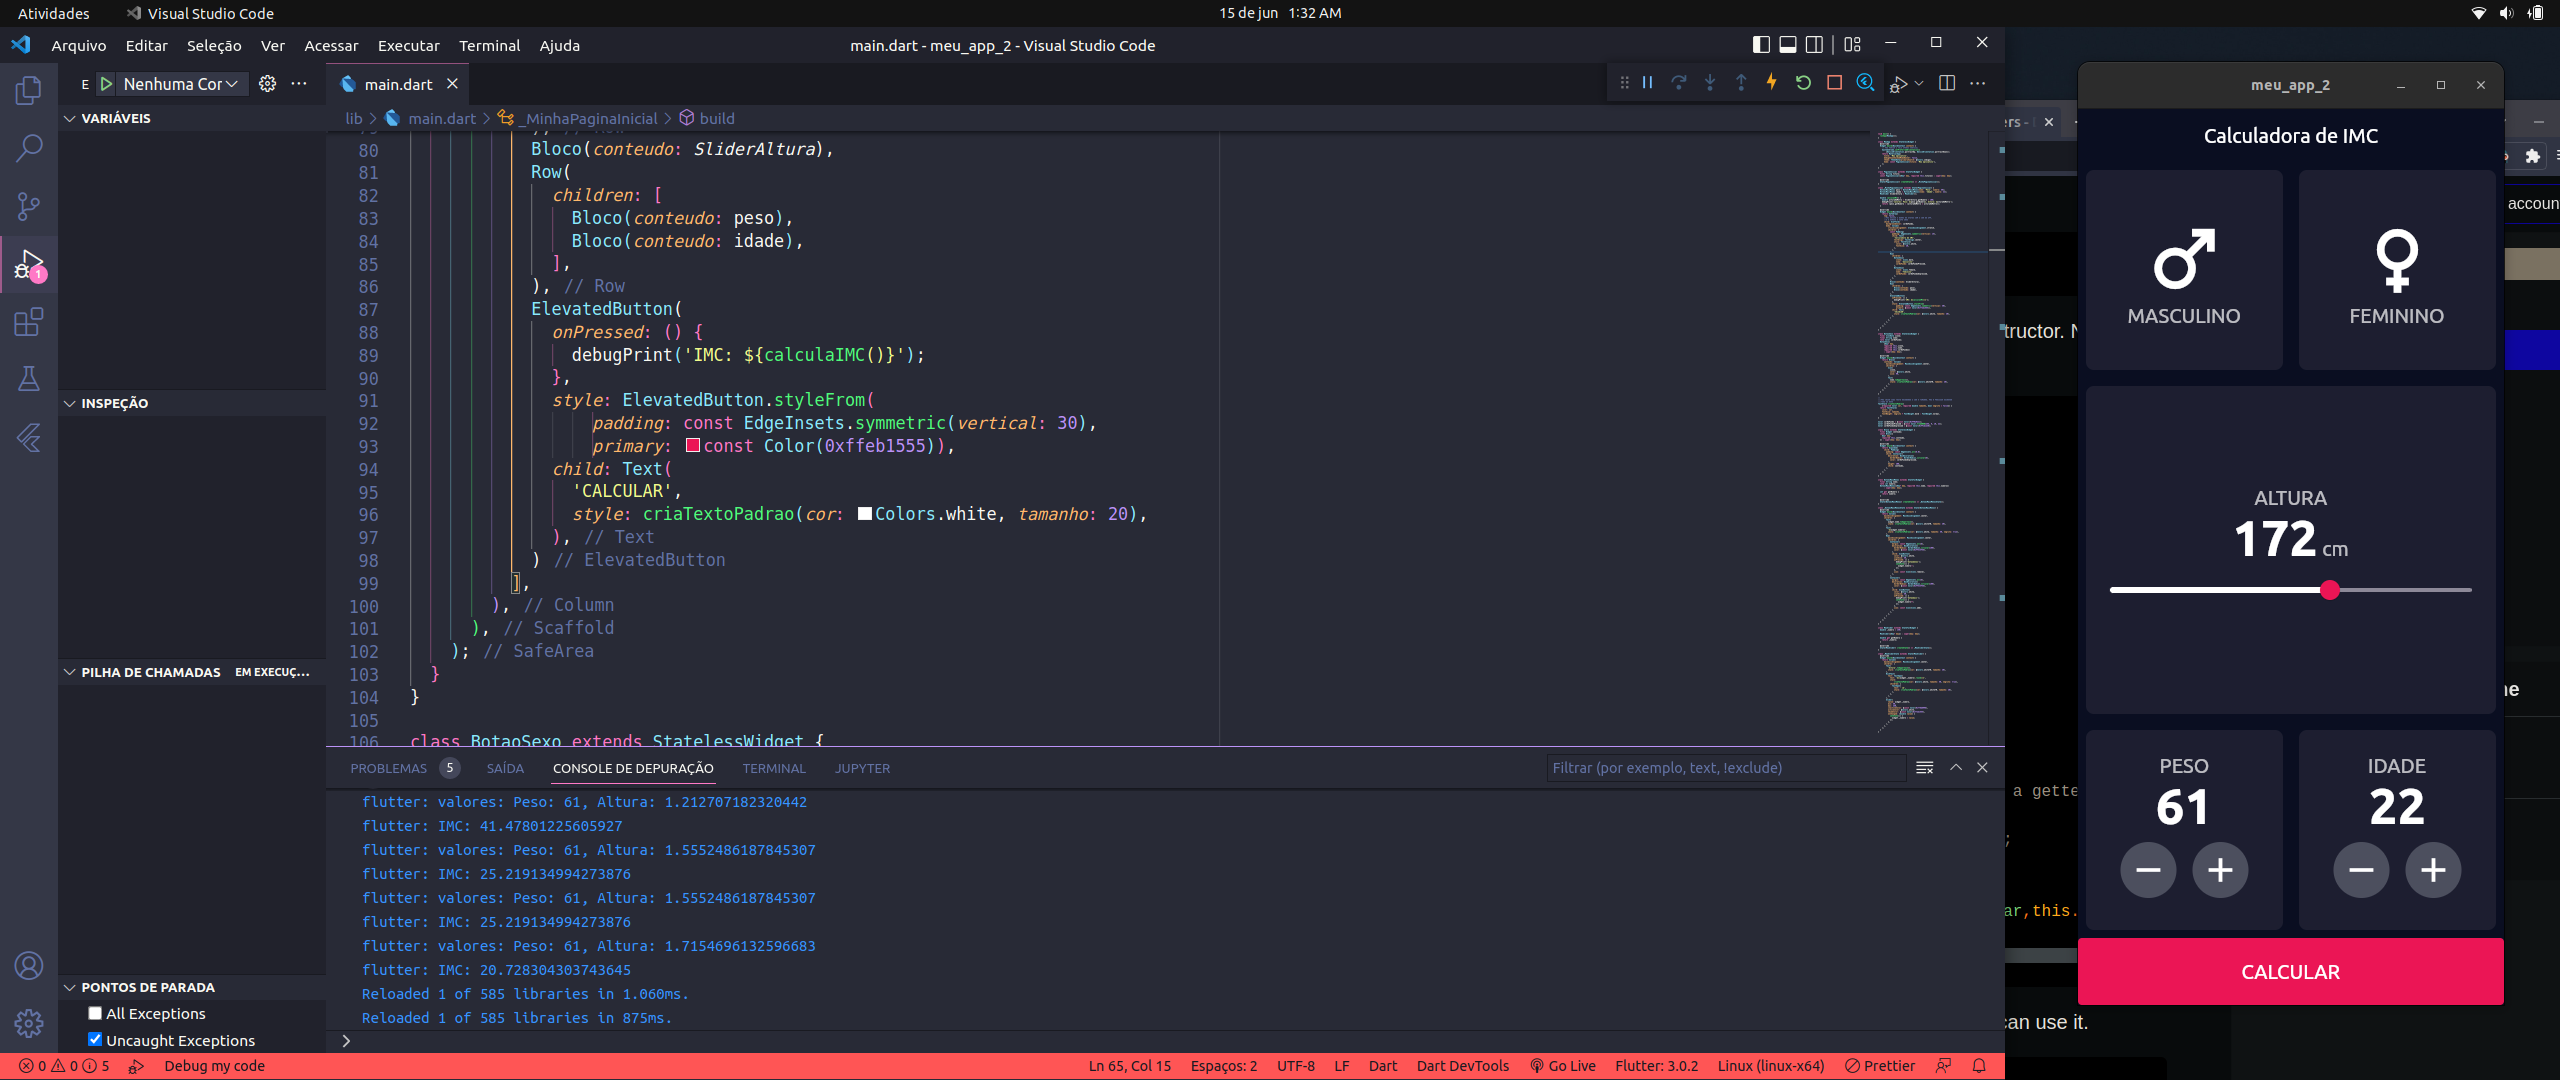 Atividades
Visual Studio Code
15 de jun 1:32 AM
Arquivo Editar Seleção Ver Acessar Executar Terminal Ajuda
main.dart - meu_app_2 - Visual Studio Code
E
Nenhuma Cor
VARIÁVEIS
INSPEÇÃO
PILHA DE CHAMADAS EM EXECUÇ...
PONTOS DE PARADA
All Exceptions
Uncaught Exceptions
1
main.dart
lib > main.dart > _MinhaPaginaInicial > build
80 Bloco(conteudo: SliderAltura),
81 Row(
82 children: [
83 Bloco(conteudo: peso),
84 Bloco(conteudo: idade),
85 ],
86 ), // Row
87 ElevatedButton(
88 onPressed: () {
89 debugPrint('IMC: ${calculaIMC()}');
90 },
91 style: ElevatedButton.styleFrom(
92 padding: const EdgeInsets.symmetric(vertical: 30),
93 primary: const Color(0xffeb1555)),
94 child: Text(
95 'CALCULAR',
96 style: criaTextoPadrao(cor: Colors.white, tamanho: 20),
97 ), // Text
98 ) // ElevatedButton
99 ],
100 ), // Column
101 ), // Scaffold
102 ); // SafeArea
103 }
104 }
105
106 class BotaoSexo extends StatelessWidget {
PROBLEMAS 5 SAÍDA CONSOLE DE DEPURAÇÃO TERMINAL JUPYTER
Filtrar (por exemplo, text, !exclude)
flutter: valores: Peso: 61, Altura: 1.212707182320442
flutter: IMC: 41.47801225605927
flutter: valores: Peso: 61, Altura: 1.5552486187845307
flutter: IMC: 25.219134994273876
flutter: valores: Peso: 61, Altura: 1.5552486187845307
flutter: IMC: 25.219134994273876
flutter: valores: Peso: 61, Altura: 1.7154696132596683
flutter: IMC: 20.728304303743645
Reloaded 1 of 585 libraries in 1.060ms.
Reloaded 1 of 585 libraries in 875ms.
>
0 0 5 Debug my code
Ln 65, Col 15 Espaços: 2 UTF-8 LF Dart Dart DevTools Go Live Flutter: 3.0.2 Linux (linux-x64) Prettier
meu_app_2
Calculadora de IMC
MASCULINO
FEMININO
ALTURA
172 cm
PESO
61
IDADE
22
CALCULAR
ers -
account
tructor. N
ne
a gette
;
ar,this.
can use it.